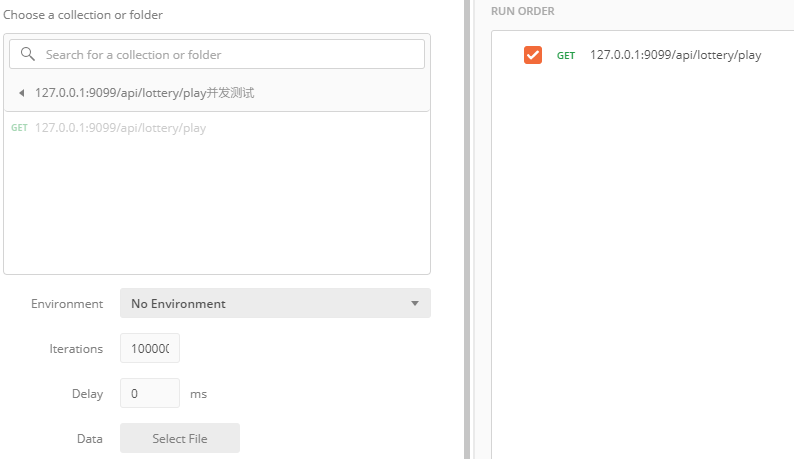 Choose a collection or folder
Search for a collection or folder
127.0.0.1:9099/api/lottery/play并发测试
GET 127.0.0.1:9099/api/lottery/play
Environment No Environment
Iterations 100000
Delay 0 ms
Data Select File
RUN ORDER
GET 127.0.0.1:9099/api/lottery/play